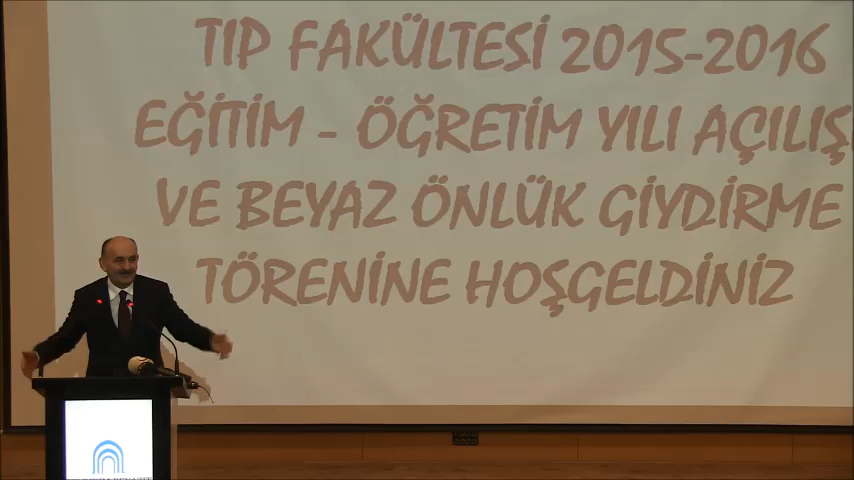 TIP FAKÜLTESİ 2015-2016
EĞİTİM - ÖĞRETİM YILI AÇILIŞ
VE BEYAZ ÖNLÜK GİYDİRME
TÖRENİNE HOŞGELDİNİZ